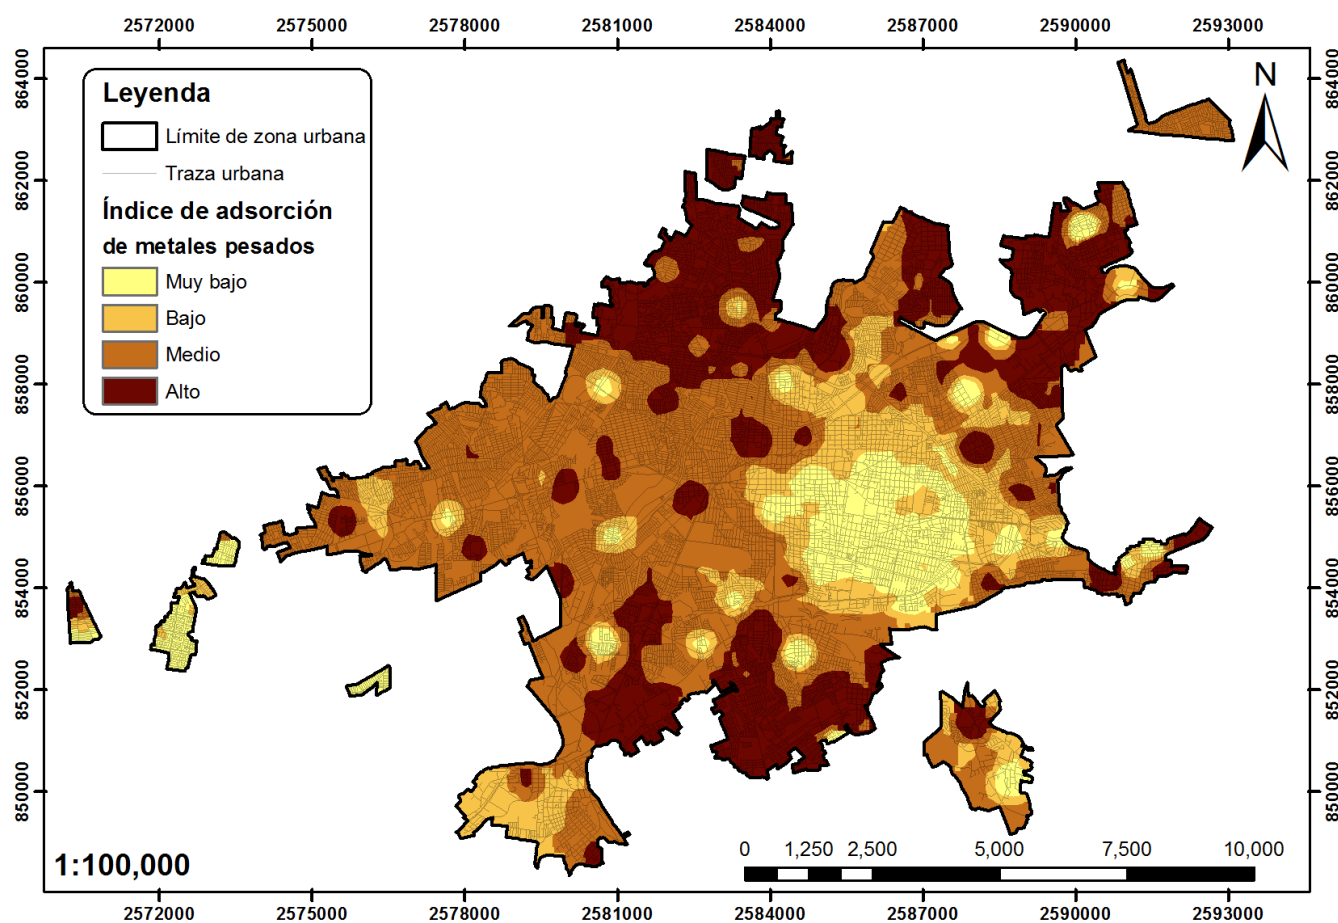 2572000 2575000 2578000 2581000 2584000 2587000 2590000 2593000
864000 864000
N
Leyenda
Límite de zona urbana
Traza urbana
Índice de adsorción
de metales pesados
Muy bajo
Bajo
Medio
Alto
862000 862000
860000 860000
858000 858000
856000 856000
854000 854000
852000 852000
850000 850000
0 1,250 2,500 5,000 7,500 10,000
1:100,000
2572000 2575000 2578000 2581000 2584000 2587000 2590000 2593000